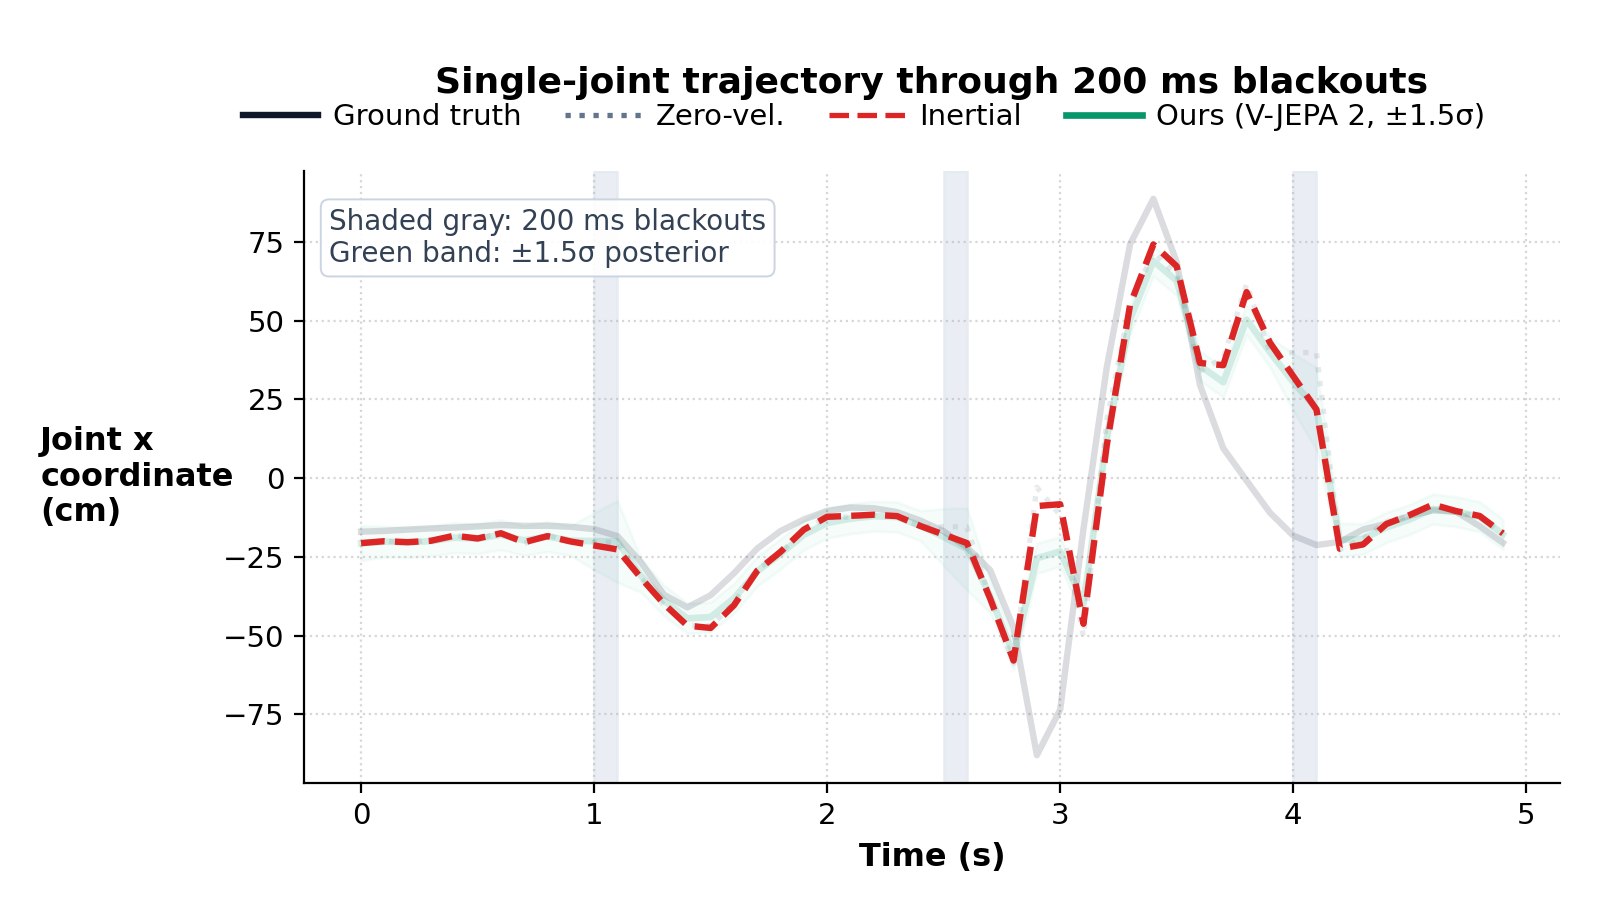 Single-joint trajectory through 200 ms blackouts
Ground truth
Zero-vel.
Inertial
Ours (V-JEPA 2, ±1.5σ)
Shaded gray: 200 ms blackouts
Green band: ±1.5σ posterior
75
50
25
0
−25
−50
−75
Joint x
coordinate
(cm)
0
1
2
3
4
5
Time (s)